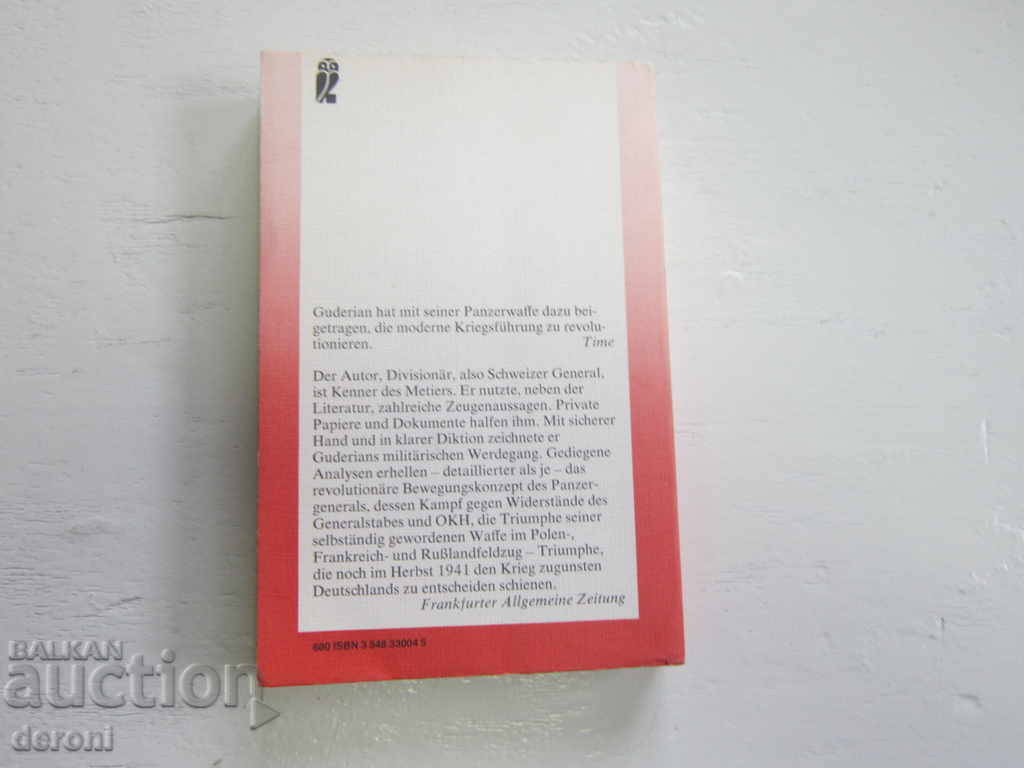 Guderian hat mit seiner Panzerwaffe dazu bei-
getragen, die moderne Kriegsführung zu revolu-
tionieren. Time
Der Autor, Divisionär, also Schweizer General,
ist Kenner des Metiers. Er nutzte, neben der
Literatur, zahlreiche Zeugenaussagen. Private
Papiere und Dokumente halfen ihm. Mit sicherer
Hand und in klarer Diktion zeichnete er
Guderians militärischen Werdegang. Gediegene
Analysen erhellen – detaillierter als je – das
revolutionäre Bewegungskonzept des Panzer-
generals, dessen Kampf gegen Widerstände des
Generalstabes und OKH, die Triumphe seiner
selbständig gewordenen Waffe im Polen-,
Frankreich- und Rußlandfeldzug – Triumphe,
die noch im Herbst 1941 den Krieg zugunsten
Deutschlands zu entscheiden schienen.
Frankfurter Allgemeine Zeitung
680 ISBN 3 548 33004 5
BALKAN
auction
deroni